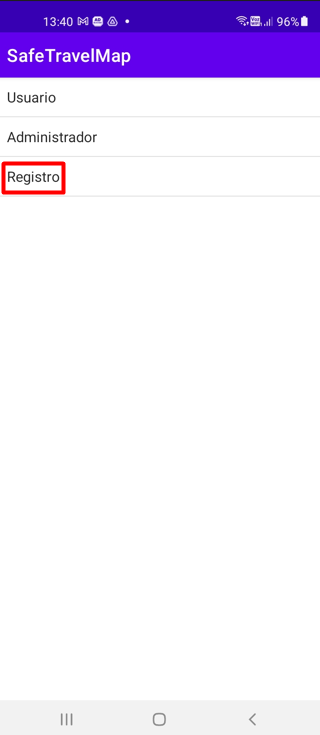 13:40 96%
SafeTravelMap
Usuario
Administrador
Registro